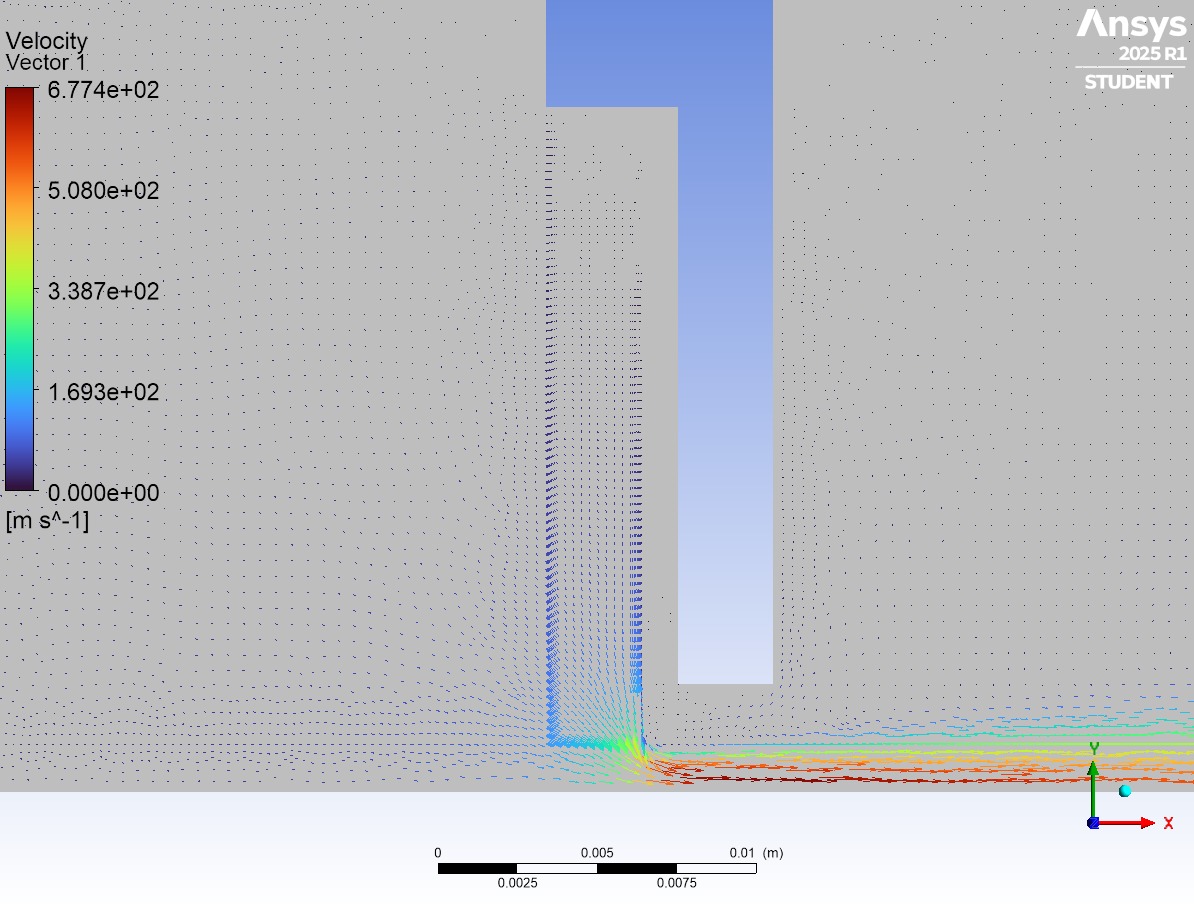 Velocity
Vector 1
6.774e+02
5.080e+02
3.387e+02
1.693e+02
0.000e+00
[m s^-1]
Ansys
2025 R1
STUDENT
Y
X
0 0.005 0.01 (m)
0.0025 0.0075